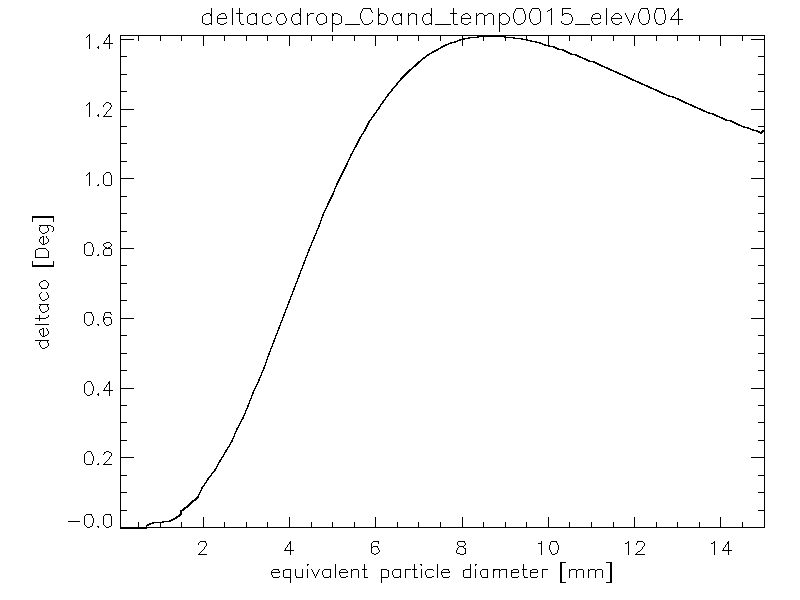 deltacodrop_Cband_temp0015_elev004
1.4
1.2
1.0
0.8
0.6
0.4
0.2
-0.0
deltaco [Deg]
2 4 6 8 10 12 14
equivalent particle diameter [mm]